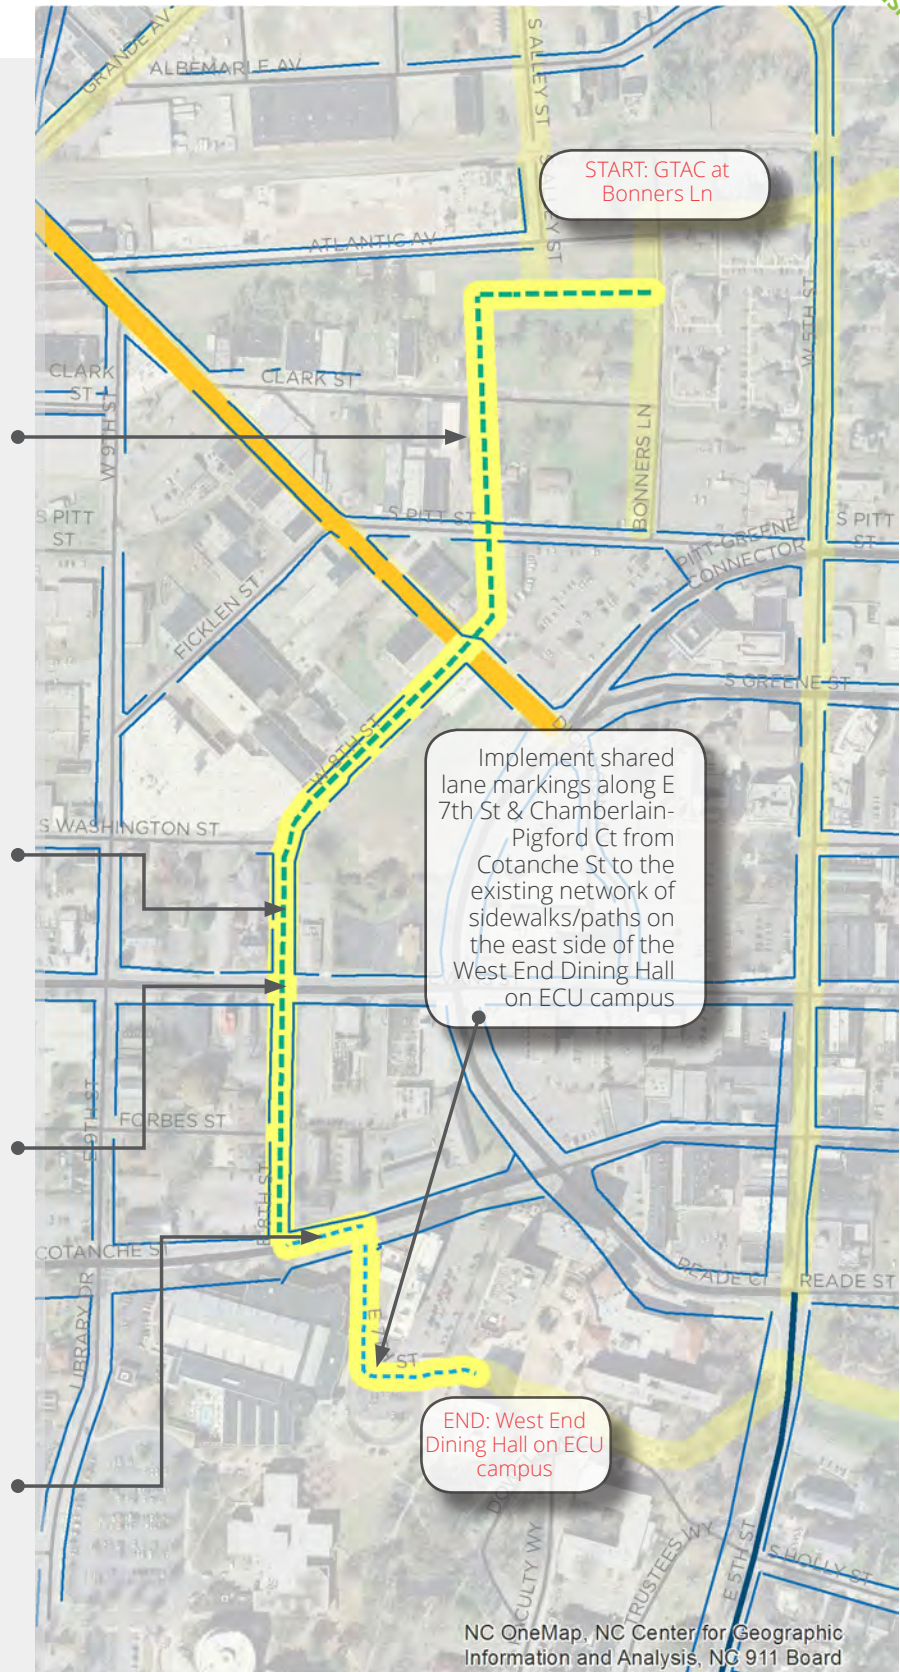 GRANDE AV
ALBEMARLE AV
S ALLEY ST
START: GTAC at
Bonners Ln
ATLANTIC AV
W 5TH ST
CLARK
ST
CLARK ST
W 9TH ST
BONNERS LN
S PITT
ST
S PITT ST
PITT-GREENE
CONNECTOR
S PITT
ST
FICKLEN ST
S GREENE ST
W 8TH ST
Implement shared
lane markings along E
7th St & Chamberlain-
Pigford Ct from
Cotanche St to the
existing network of
sidewalks/paths on
the east side of the
West End Dining Hall
on ECU campus
S WASHINGTON ST
E 9TH ST
FORBES ST
E 8TH ST
COTANCHE ST
READE CI
READE ST
LIBRARY DR
ST
END: West End
Dining Hall on ECU
campus
CULTY WY
TRUSTEES WY
E 5TH ST
S HOLLY ST
NC OneMap, NC Center for Geographic
Information and Analysis, NC 911 Board